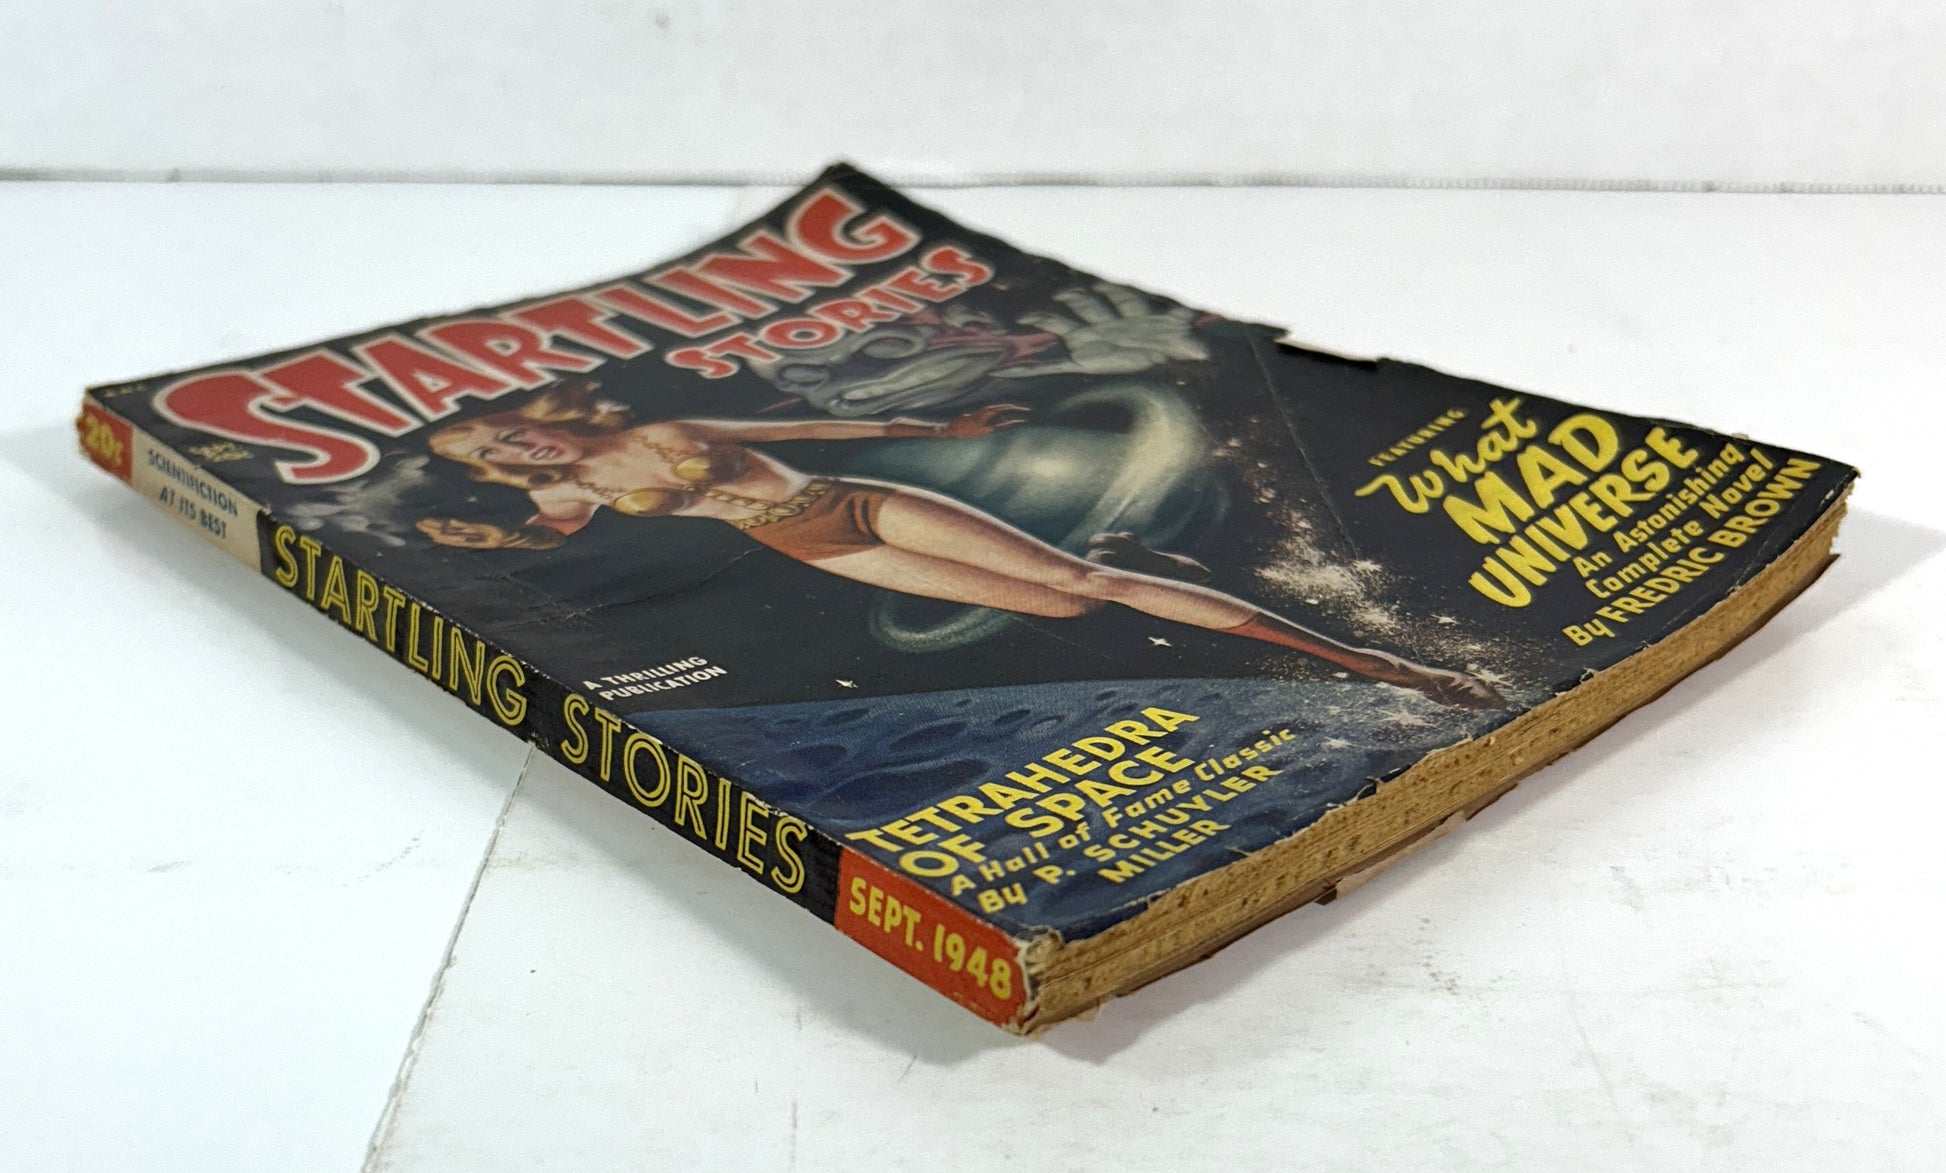 STARTLING
STORIES
FEATURING
What
MAD
UNIVERSE
An Astonishing
Complete Novel
By FREDRIC BROWN
A THRILLING
PUBLICATION
TETRAHEDRA
OF SPACE
A Hall of Fame Classic
By P. SCHUYLER
MILLER
20¢
SCIENTIFICTION
AT ITS BEST
STARTLING STORIES
SEPT. 1948